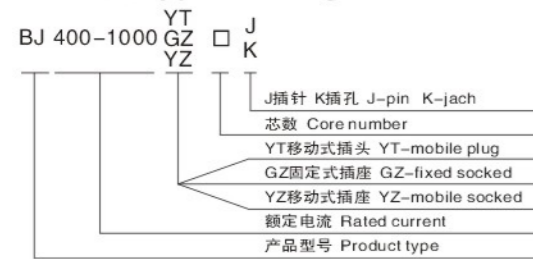 YT
BJ 400-1000 GZ □ J
YZ K
J插针 K插孔 J-pin K-jach
芯数 Core number
YT移动式插头 YT-mobile plug
GZ固定式插座 GZ-fixed socked
YZ移动式插座 YZ-mobile socked
额定电流 Rated current
产品型号 Product type